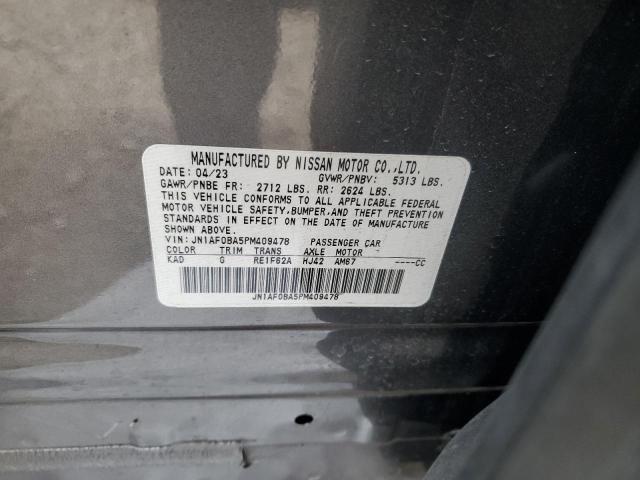 MANUFACTURED BY NISSAN MOTOR CO.,LTD.
DATE: 04/23 GVWR/PNBV: 5313 LBS.
GAWR/PNBE FR: 2712 LBS. RR: 2624 LBS.
THIS VEHICLE CONFORMS TO ALL APPLICABLE FEDERAL
MOTOR VEHICLE SAFETY,BUMPER,AND THEFT PREVENTION
STANDARDS IN EFFECT ON THE DATE OF MANUFACTURE
SHOWN ABOVE.
VIN: JN1AF0BA5PM409478 PASSENGER CAR
COLOR TRIM TRANS AXLE MOTOR
KAD G RE1F62A HJ42 AM67 ----CC
JN1AF0BA5PM409478